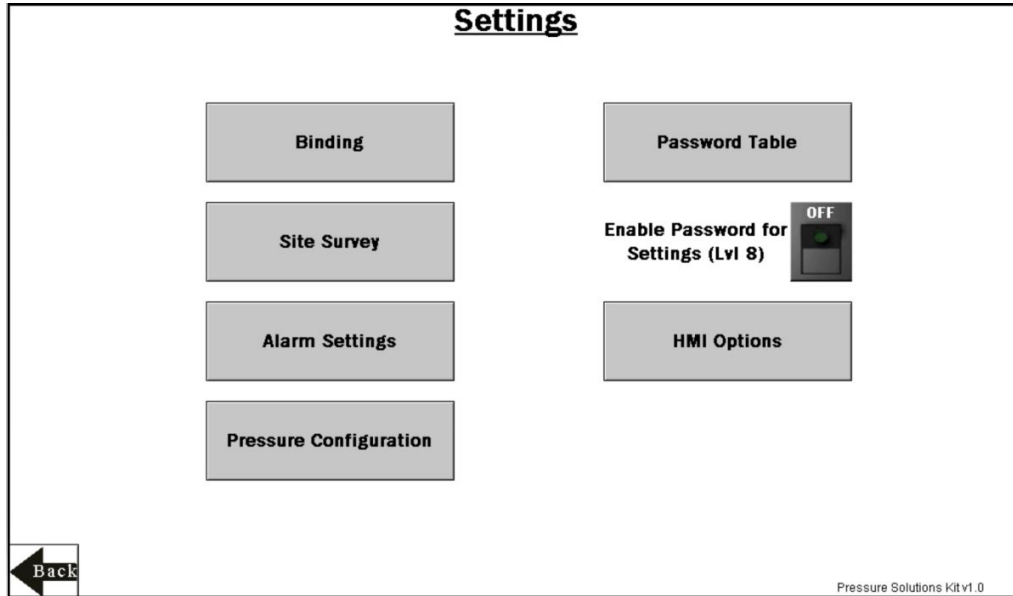 Settings
Binding
Password Table
Site Survey
Enable Password for
Settings (Lvl 8)
OFF
Alarm Settings
HMI Options
Pressure Configuration
Back
Pressure Solutions Kit v1.0